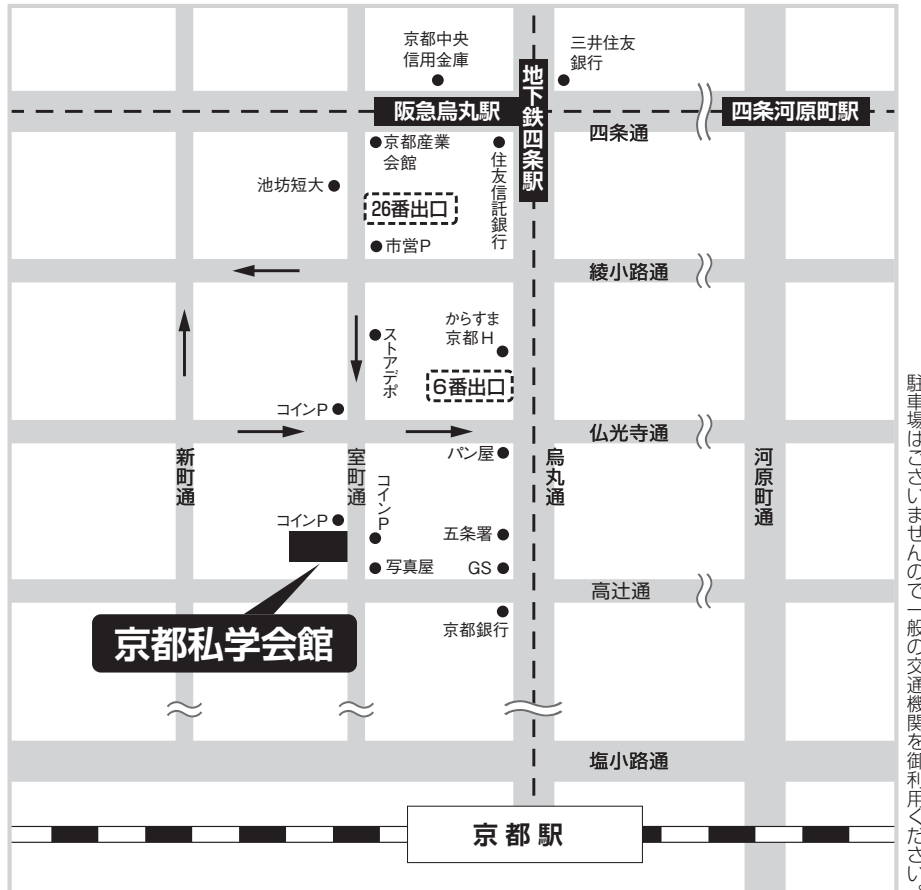 京都中央
信用金庫
三井住友
銀行
地下鉄四条駅
阪急烏丸駅
四条河原町駅
四条通
京都産業
会館
住友信託銀行
池坊短大
26番出口
市営P
綾小路通
からすま
京都H
ストアデポ
6番出口
コインP
仏光寺通
新町通
室町通
パン屋
烏丸通
河原町通
コインP
コインP
五条署
写真屋
GS
高辻通
京都銀行
京都私学会館
塩小路通
京都駅
駐車場はございませんので一般の交通機関を御利用ください。